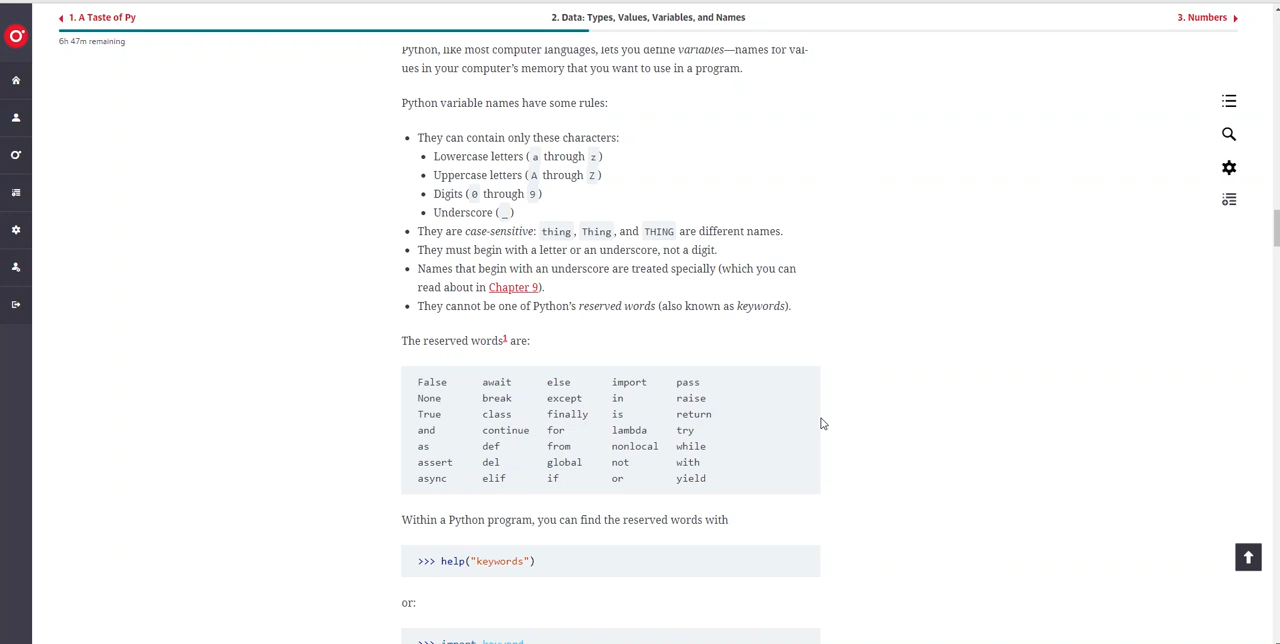 1. A Taste of Py
2. Data: Types, Values, Variables, and Names
3. Numbers
6h 47m remaining
Python, like most computer languages, lets you define variables—names for val-
ues in your computer’s memory that you want to use in a program.
Python variable names have some rules:
They can contain only these characters:
Lowercase letters ( a through z )
Uppercase letters ( A through Z )
Digits ( 0 through 9 )
Underscore ( _ )
They are case-sensitive: thing , Thing , and THING are different names.
They must begin with a letter or an underscore, not a digit.
Names that begin with an underscore are treated specially (which you can
read about in Chapter 9).
They cannot be one of Python’s reserved words (also known as keywords).
The reserved words1 are:
False await else import pass
None break except in raise
True class finally is return
and continue for lambda try
as def from nonlocal while
assert del global not with
async elif if or yield
Within a Python program, you can find the reserved words with
>>> help("keywords")
or:
>>> import keyword